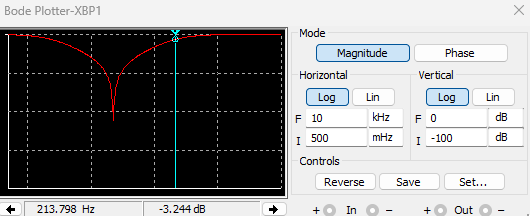 Bode Plotter-XBP1
Mode
Magnitude Phase
Horizontal Vertical
Log Lin Log Lin
F 10 kHz F 0 dB
I 500 mHz I -100 dB
Controls
Reverse Save Set...
213.798 Hz -3.244 dB + In - + Out -